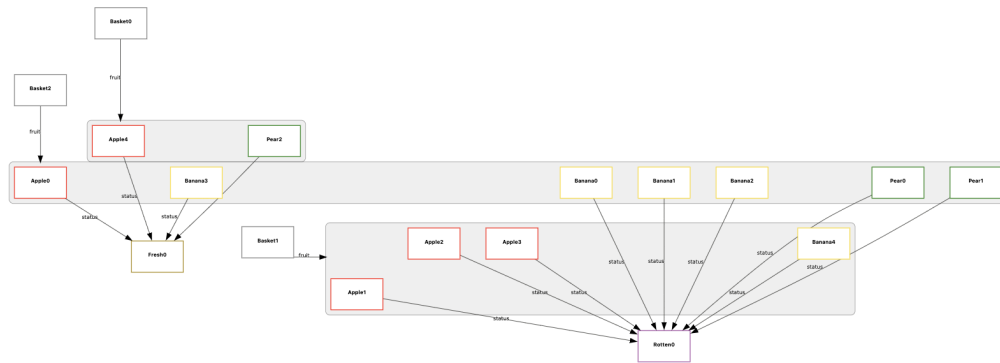 Basket0
fruit
Basket2
fruit
Apple4
Pear2
Apple0
Banana3
Banana0
Banana1
Banana2
Pear0
Pear1
status
status
status
Basket1
fruit
Apple2
Apple3
Banana4
Fresh0
status
status
status
status
status
status
status
status
Apple1
status
Rotten0